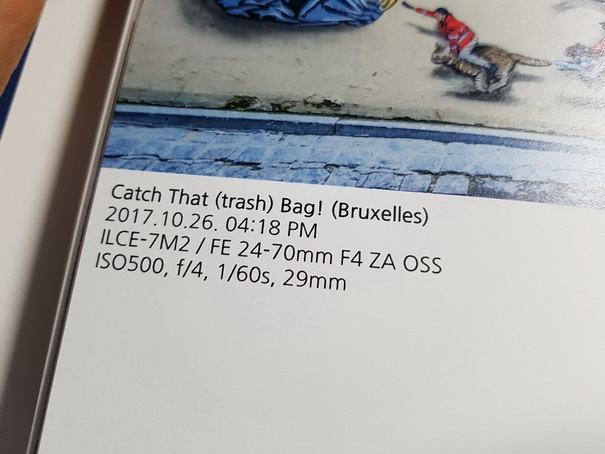 Catch That (trash) Bag! (Bruxelles)
2017.10.26. 04:18 PM
ILCE-7M2 / FE 24-70mm F4 ZA OSS
ISO500, f/4, 1/60s, 29mm